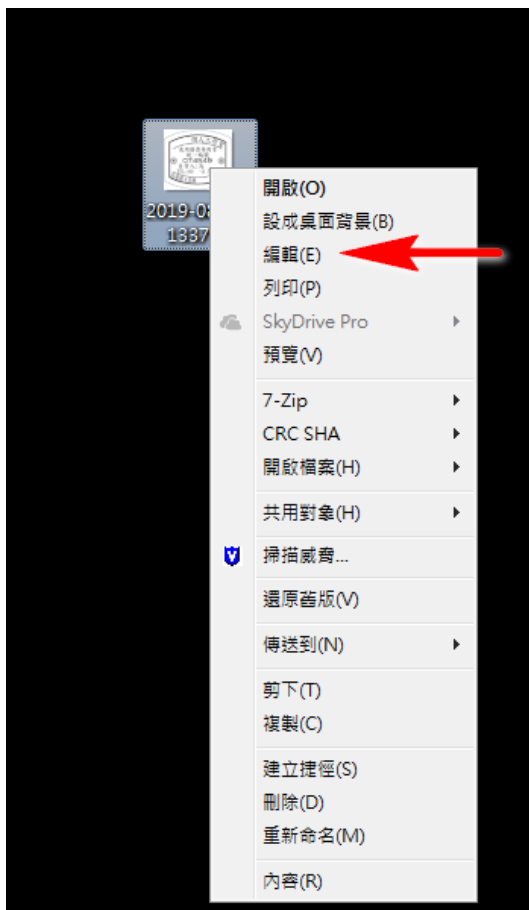 2019-0
1337
開啟(O)
設成桌面背景(B)
編輯(E)
列印(P)
SkyDrive Pro
預覽(V)
7-Zip
CRC SHA
開啟檔案(H)
共用對象(H)
掃描威脅...
還原舊版(V)
傳送到(N)
剪下(T)
複製(C)
建立捷徑(S)
刪除(D)
重新命名(M)
內容(R)